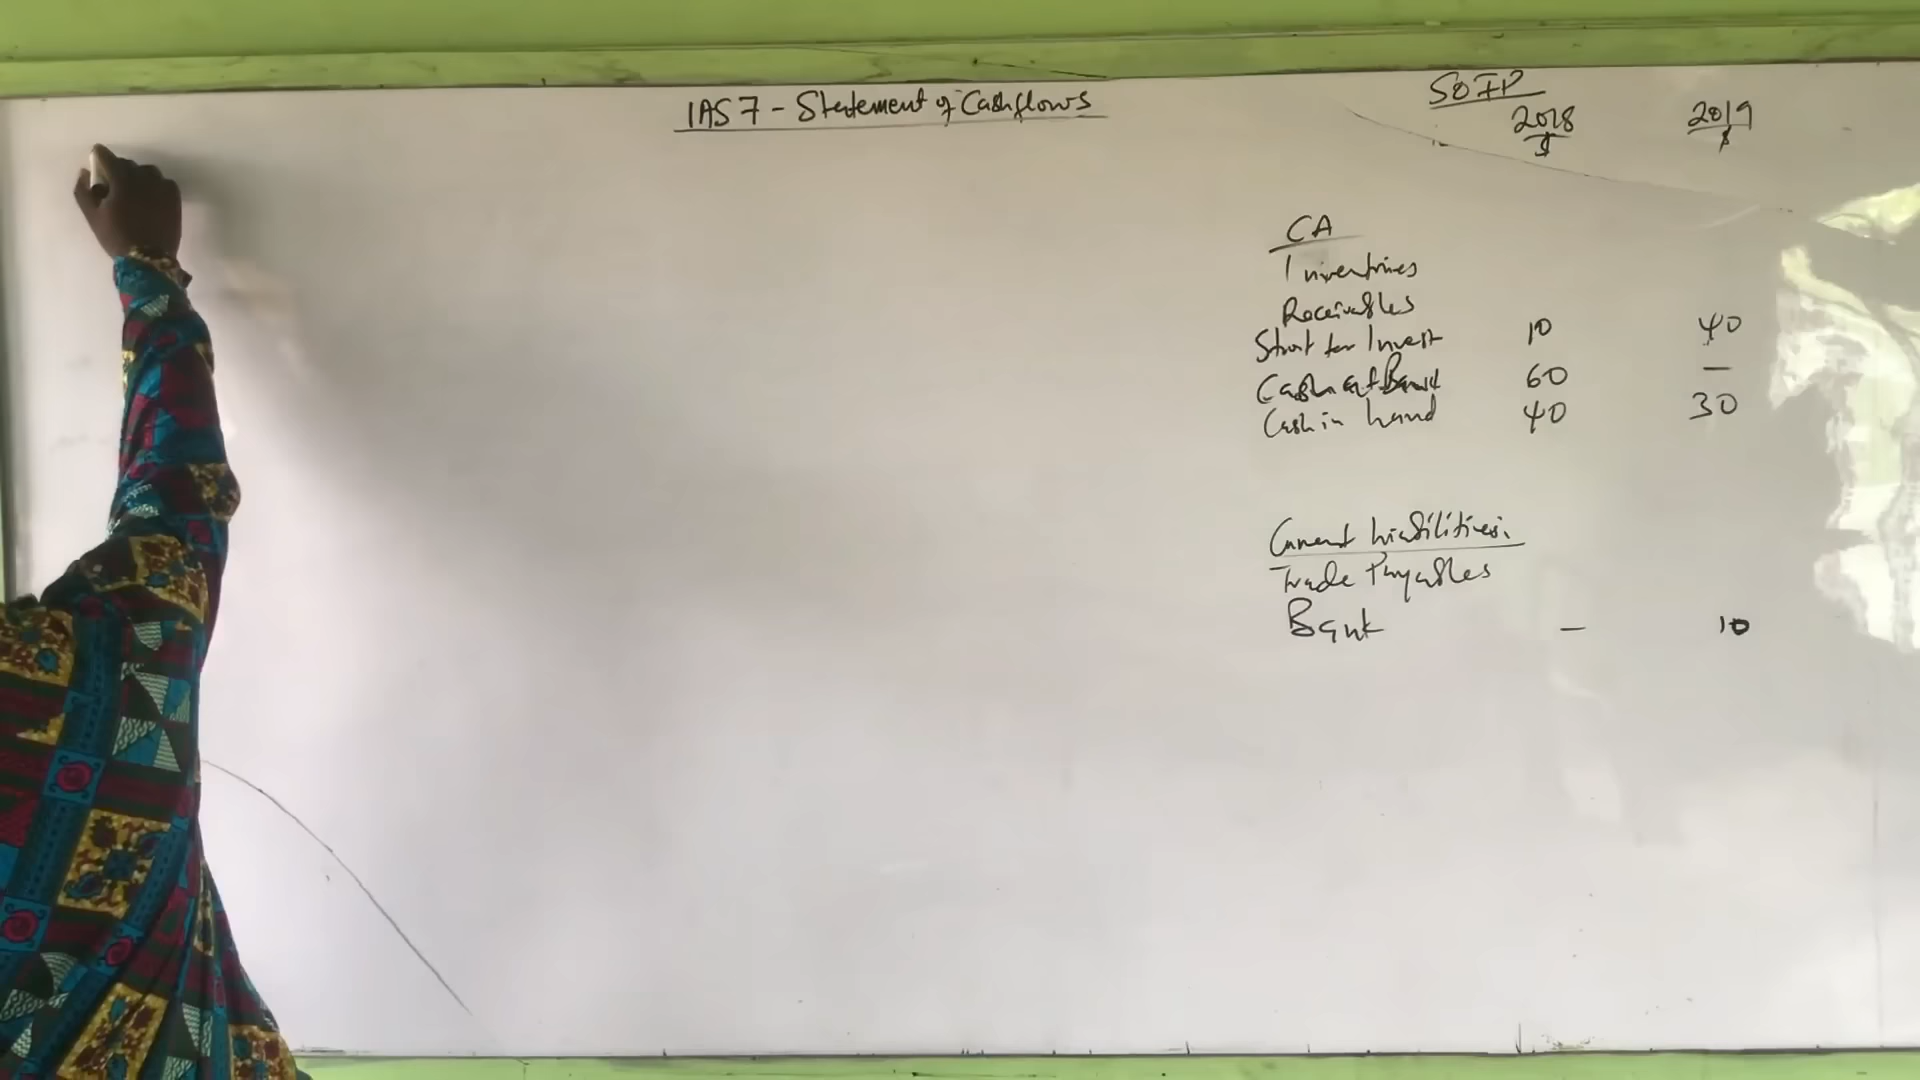 IAS 7 - Statement of Cashflows
SOFP
2018 2019
$ $
CA
Inventories
Receivables
Short ter Invest 10 40
Cash at Bank 60 -
Cash in hand 40 30
Current Liabilities:
Trade Payables
Bank - 10